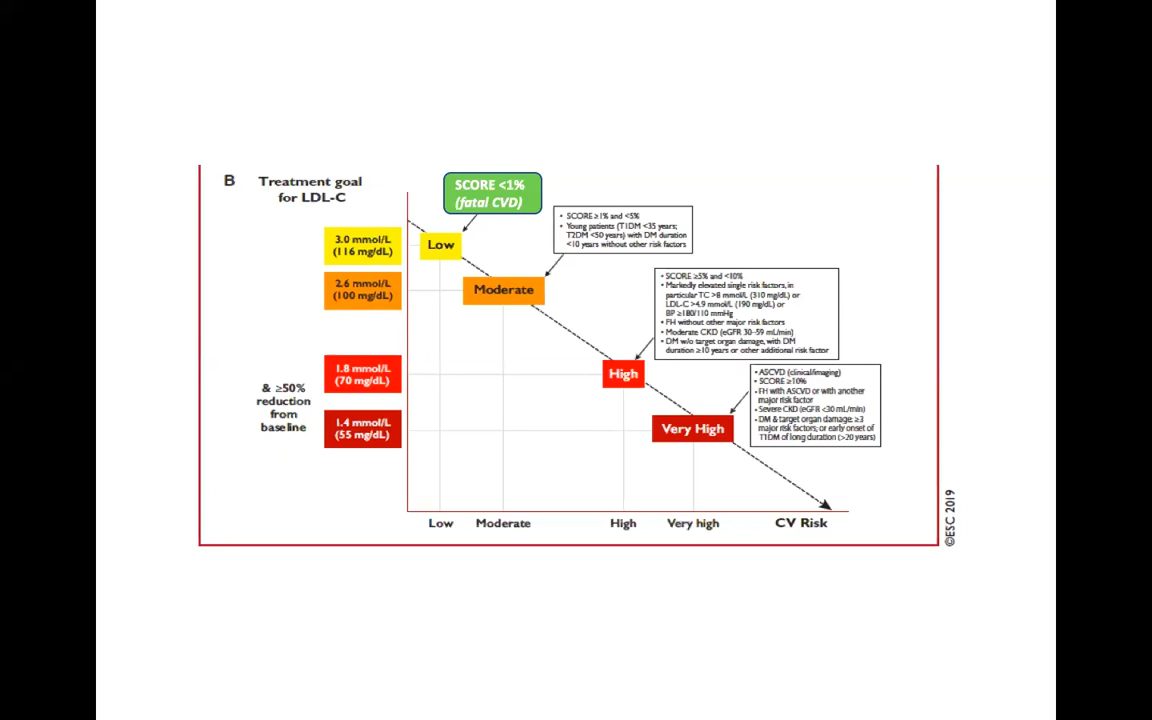 B
Treatment goal
for LDL-C
SCORE <1%
(fatal CVD)
3.0 mmol/L
(116 mg/dL)
Low
• SCORE ≥1% and <5%
• Young patients (T1DM <35 years;
T2DM <50 years) with DM duration
<10 years without other risk factors
2.6 mmol/L
(100 mg/dL)
Moderate
• SCORE ≥5% and <10%
• Markedly elevated single risk factors, in
particular TC >8 mmol/L (310 mg/dL) or
LDL-C >4.9 mmol/L (190 mg/dL) or
BP ≥180/110 mmHg
• FH without other major risk factors
• Moderate CKD (eGFR 30–59 mL/min)
• DM w/o target organ damage, with DM
duration ≥10 years or other additional risk factor
1.8 mmol/L
(70 mg/dL)
High
• ASCVD (clinical/imaging)
• SCORE ≥10%
• FH with ASCVD or with another
major risk factor
• Severe CKD (eGFR <30 mL/min)
• DM & target organ damage: ≥3
major risk factors; or early onset of
T1DM of long duration (>20 years)
& ≥50%
reduction
from
baseline
1.4 mmol/L
(55 mg/dL)
Very High
Low
Moderate
High
Very high
CV Risk
©ESC 2019